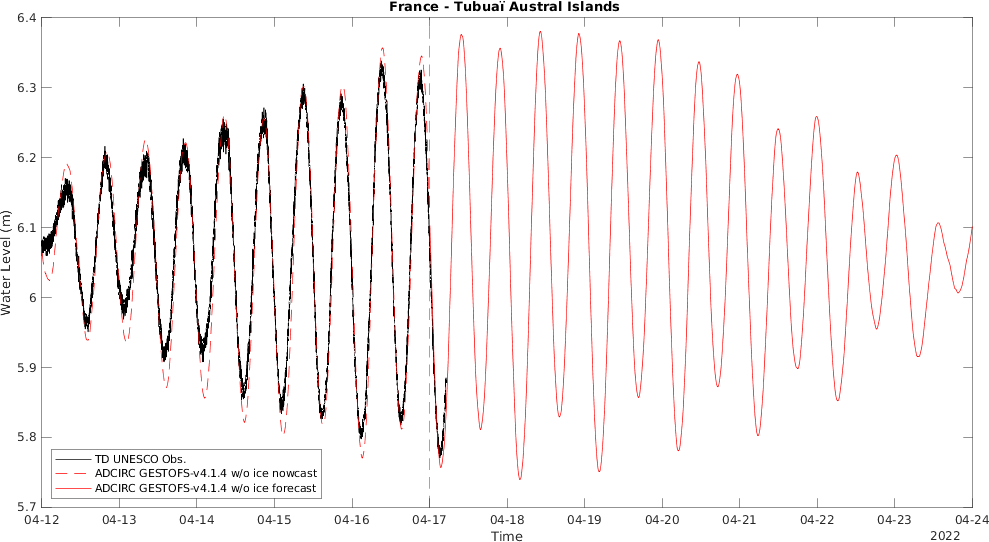 France - Tubuaï Austral Islands
6.4
6.3
6.2
6.1
6
5.9
5.8
5.7
Water Level (m)
TD UNESCO Obs.
ADCIRC GESTOFS-v4.1.4 w/o ice nowcast
ADCIRC GESTOFS-v4.1.4 w/o ice forecast
04-12 04-13 04-14 04-15 04-16 04-17 04-18 04-19 04-20 04-21 04-22 04-23 04-24
Time
2022